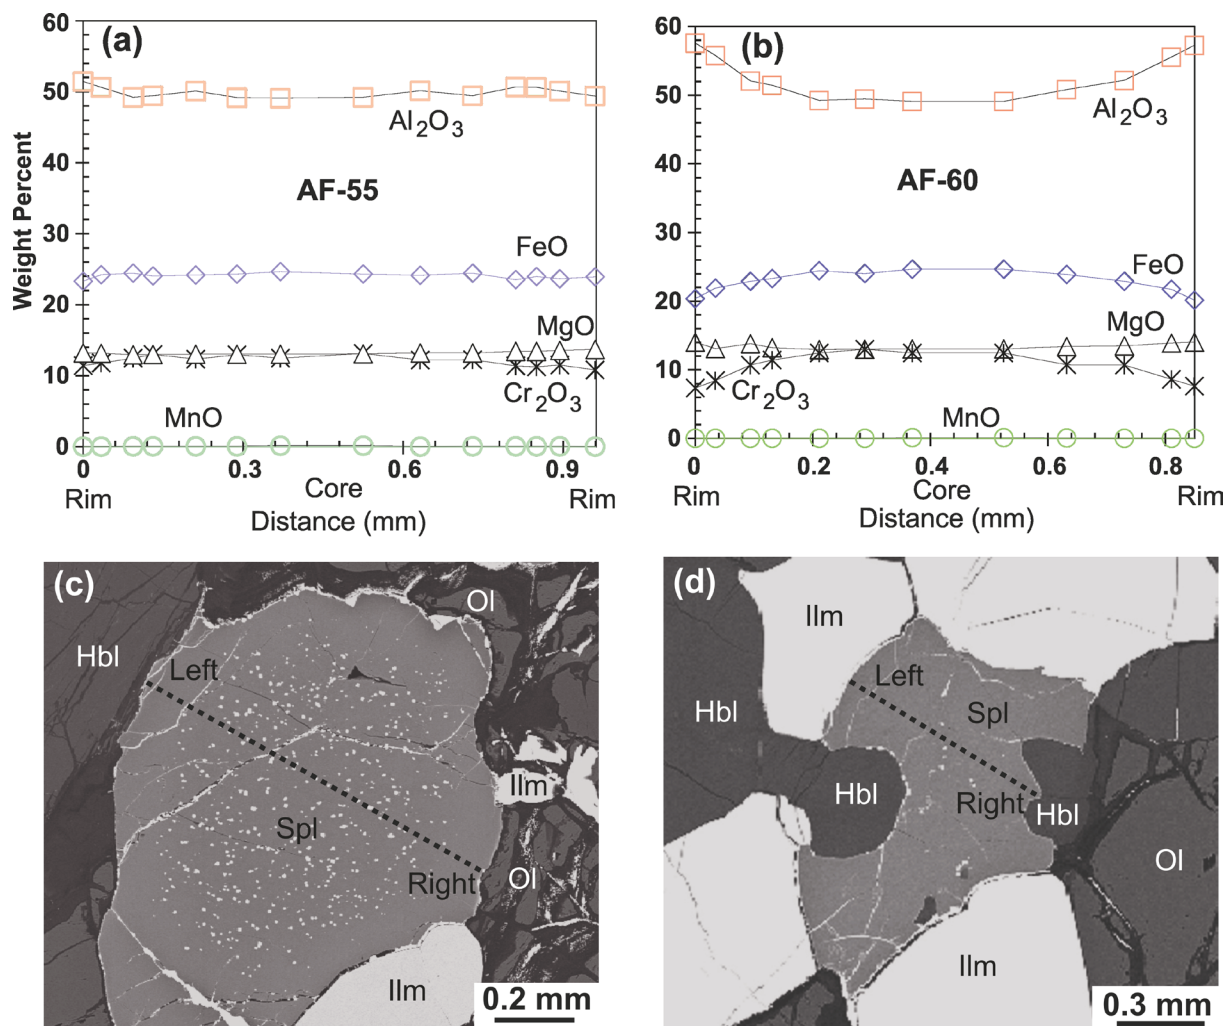 (a)
60
50
40
30
20
10
0
Weight Percent
Al2O3
AF-55
FeO
MgO
Cr2O3
MnO
0
0.3
0.6
0.9
Rim
Core
Rim
Distance (mm)
(b)
60
50
40
30
20
10
0
Al2O3
AF-60
FeO
MgO
Cr2O3
MnO
0
0.2
0.4
0.6
0.8
Rim
Core
Rim
Distance (mm)
(c)
Hbl
Ol
Left
Ilm
Spl
Right
Ol
Ilm
0.2 mm
(d)
Ilm
Left
Hbl
Spl
Hbl
Right
Hbl
Ol
Ilm
0.3 mm